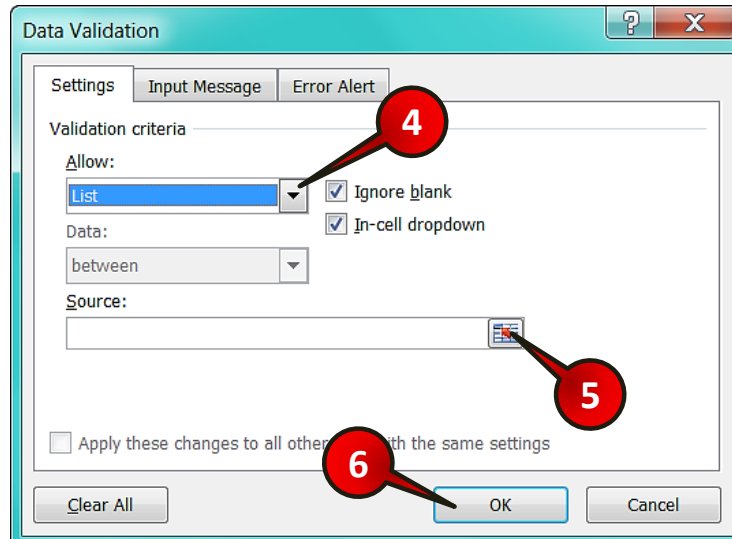 Data Validation
Settings Input Message Error Alert
4
Validation criteria
Allow:
List
Ignore blank
In-cell dropdown
Data:
between
Source:
5
Apply these changes to all other with the same settings
6
Clear All
OK
Cancel